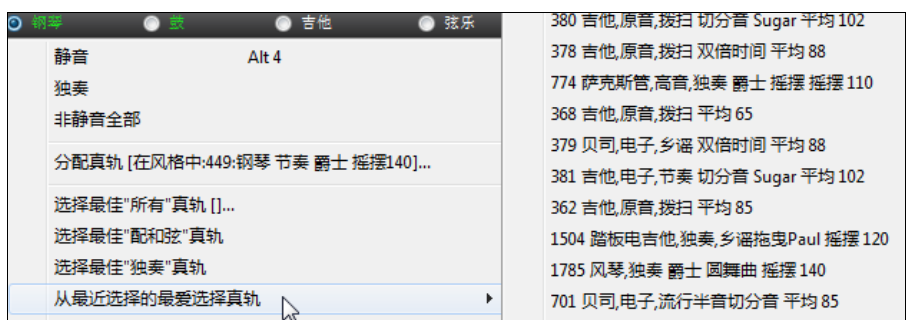 钢琴 鼓 吉他 弦乐
静音 Alt 4
独奏
非静音全部
分配真轨 [在风格中:449:钢琴 节奏 爵士 摇摆140]...
选择最佳"所有"真轨 []...
选择最佳"配和弦"真轨
选择最佳"独奏"真轨
从最近选择的最爱选择真轨
380 吉他,原音,拨扫 切分音 Sugar 平均 102
378 吉他,原音,拨扫 双倍时间 平均 88
774 萨克斯管,高音,独奏 爵士 摇摆 摇摆 110
368 吉他,原音,拨扫 平均 65
379 贝司,电子,乡谣 双倍时间 平均 88
381 吉他,电子,节奏 切分音 Sugar 平均 102
362 吉他,原音,拨扫 平均 85
1504 踏板电吉他,独奏,乡谣拖曳Paul 摇摆 120
1785 风琴,独奏 爵士 圆舞曲 摇摆 140
701 贝司,电子,流行半音切分音 平均 85